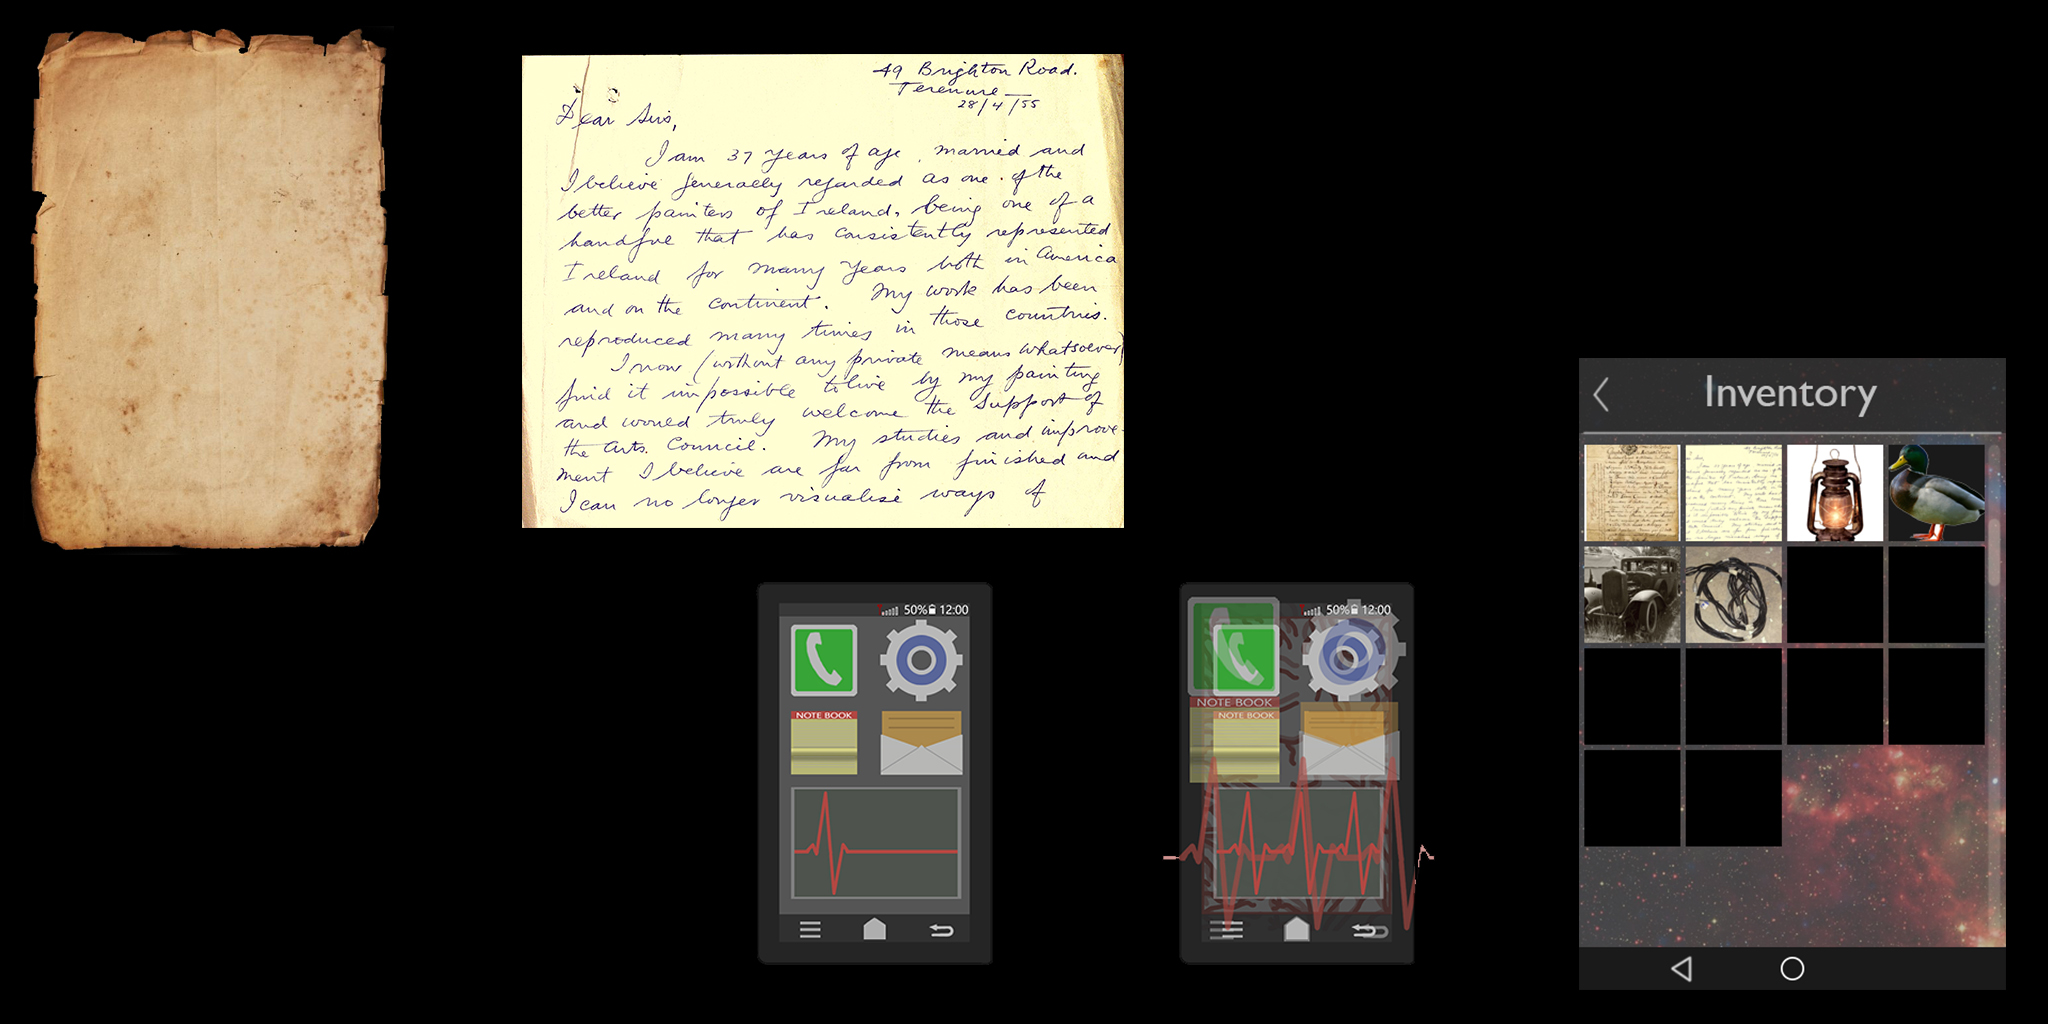 49 Brighton Road.
Terenure
28/4/55
Dear Sirs,
I am 37 years of age, married and
I believe generally regarded as one of the
better painters of Ireland, being one of a
handful that has consistently represented
Ireland for many years both in America
and on the continent. My work has been
reproduced many times in those countries.
I now (without any private means whatsoever)
find it impossible to live by my painting
and would truly welcome the support of
the Arts Council. My studies and improve-
ment I believe are far from finished and
I can no longer visualise ways of
50% 12:00
NOTE BOOK
50% 12:00
NOTE BOOK
NOTE BOOK
Inventory